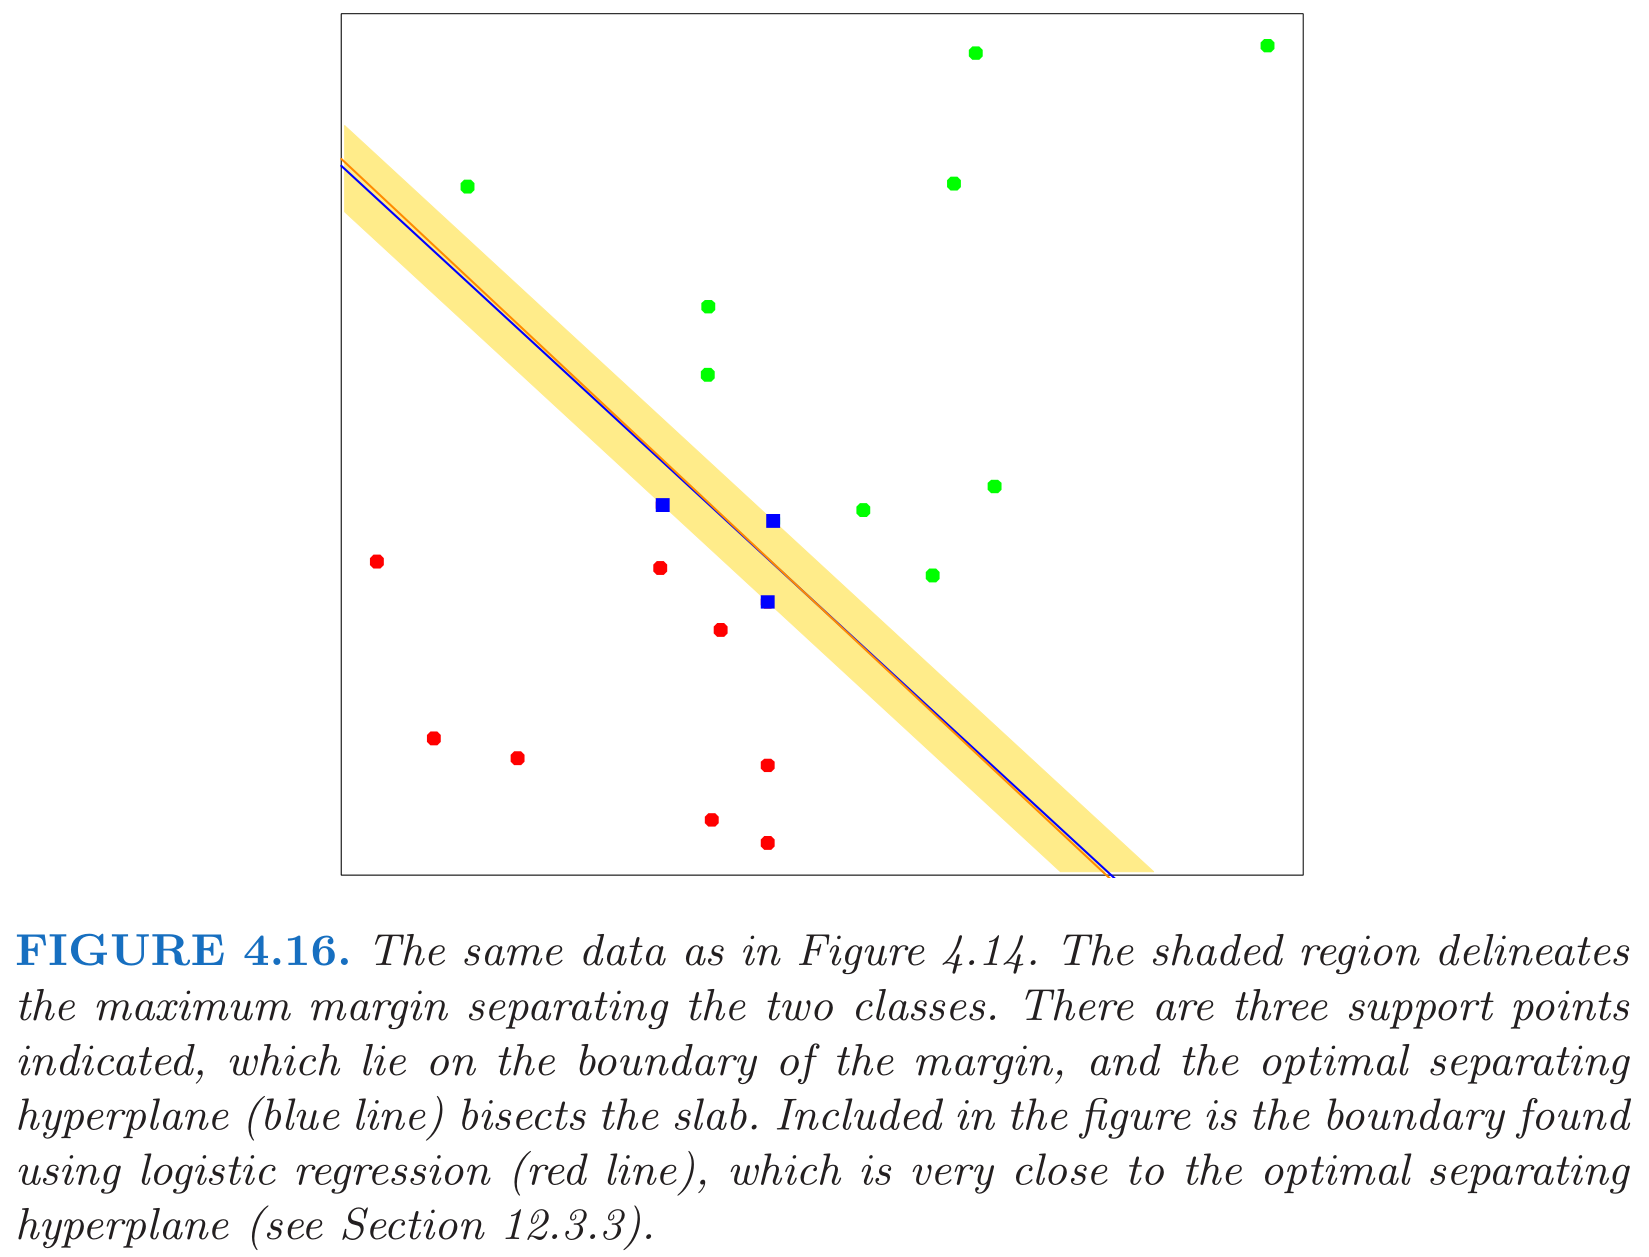 FIGURE 4.16. The same data as in Figure 4.14. The shaded region delineates
the maximum margin separating the two classes. There are three support points
indicated, which lie on the boundary of the margin, and the optimal separating
hyperplane (blue line) bisects the slab. Included in the figure is the boundary found
using logistic regression (red line), which is very close to the optimal separating
hyperplane (see Section 12.3.3).